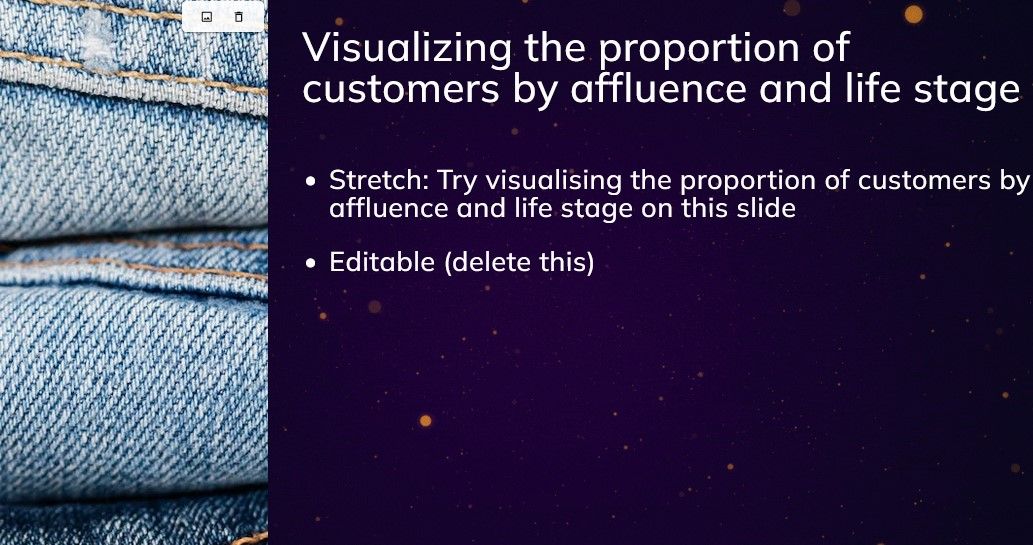 Visualizing the proportion of
customers by affluence and life stage
• Stretch: Try visualising the proportion of customers by
affluence and life stage on this slide
• Editable (delete this)